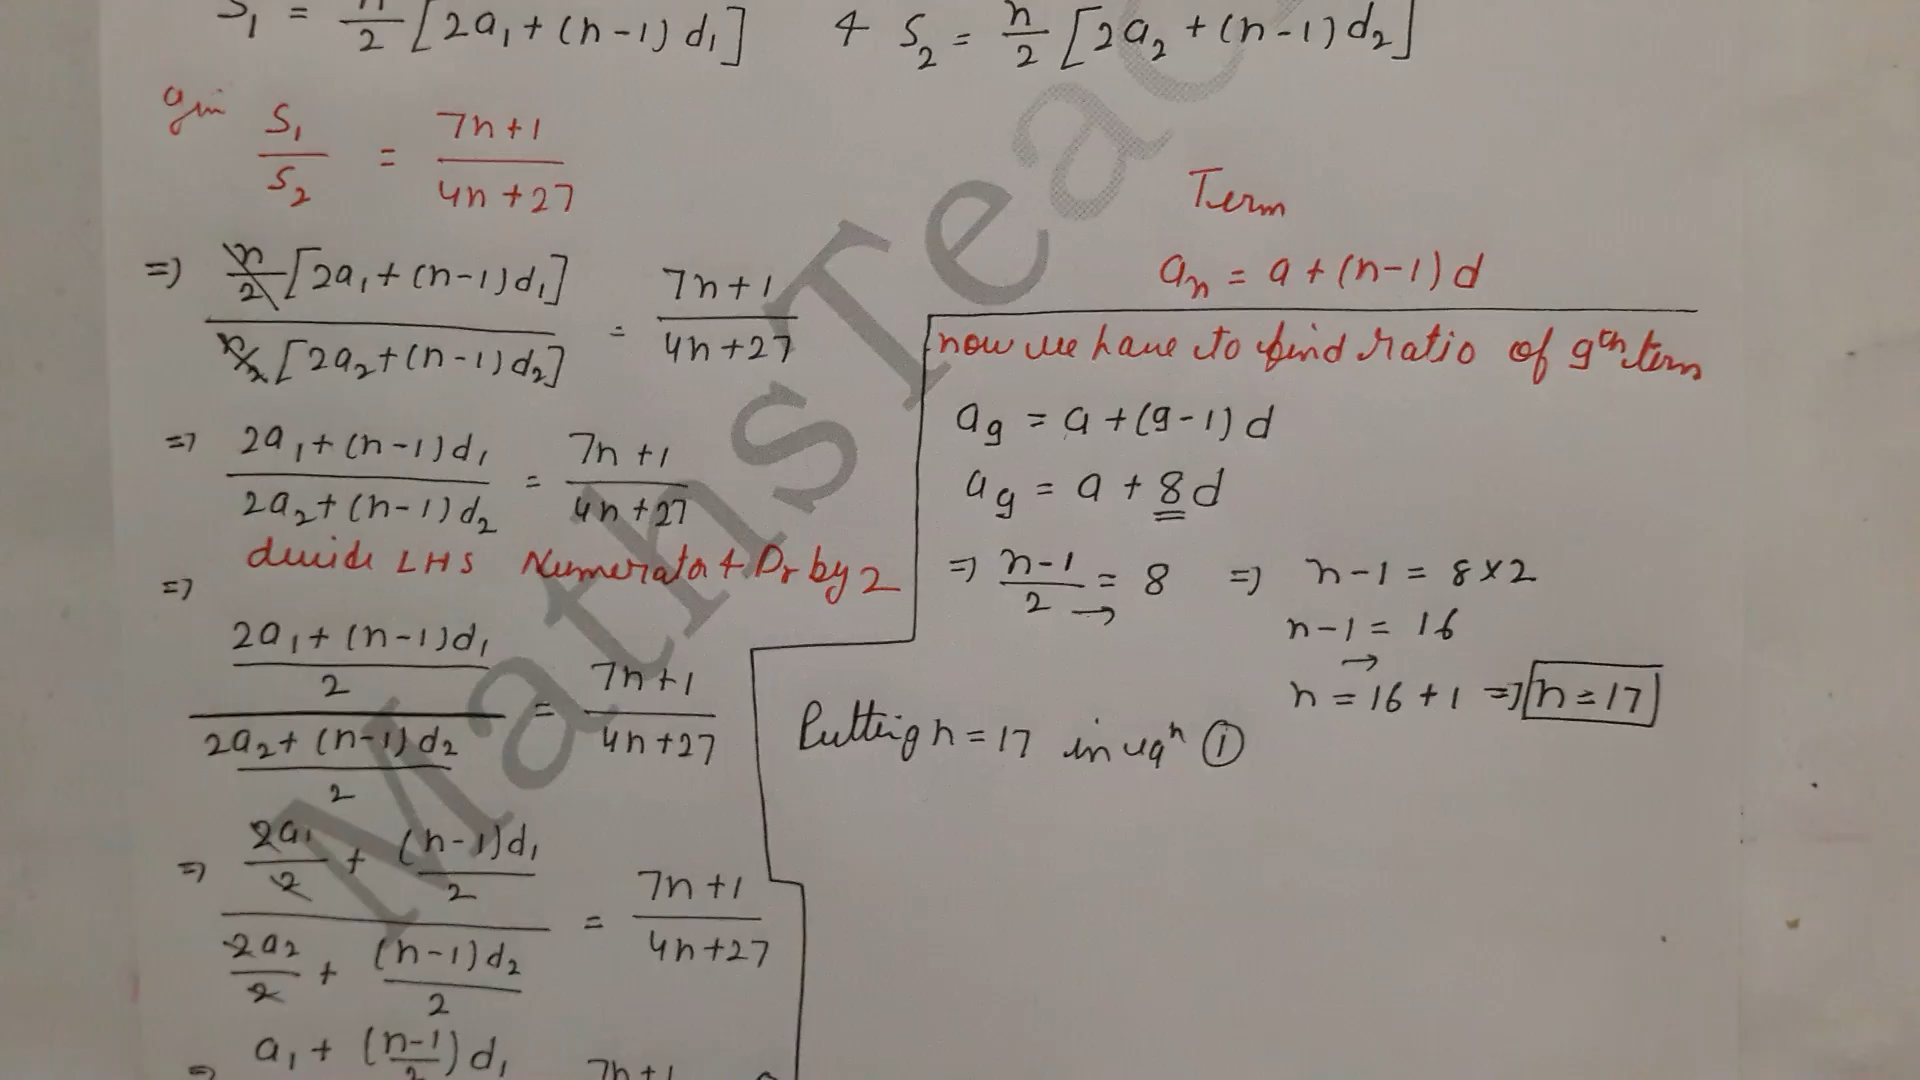 S₁ = n/2 [2a₁ + (n-1) d₁] & S₂ = n/2 [2a₂ + (n-1) d₂]
S₁/S₂ = 7n+1/4n+27
=> n/2 [2a₁ + (n-1) d₁] / n/2 [2a₂ + (n-1) d₂] = 7n+1/4n+27
=> 2a₁ + (n-1) d₁ / 2a₂ + (n-1) d₂ = 7n+1/4n+27
divide LHS Numerator & Dr by 2
=> 2a₁ + (n-1)d₁/2 / 2a₂ + (n-1) d₂/2 = 7n+1/4n+27
=> 2a₁/2 + (n-1)d₁/2 / 2a₂/2 + (n-1) d₂/2 = 7n+1/4n+27
=> a₁ + (n-1/2) d₁ 7n+1
Term
aₙ = a + (n-1) d
now we have to find ratio of 9th term
a₉ = a + (9-1) d
a₉ = a + 8d
=> n-1/2 = 8 => n-1 = 8×2
n-1 = 16
n = 16 + 1 => n = 17
Putting n = 17 in eqⁿ ①
MathsTeac